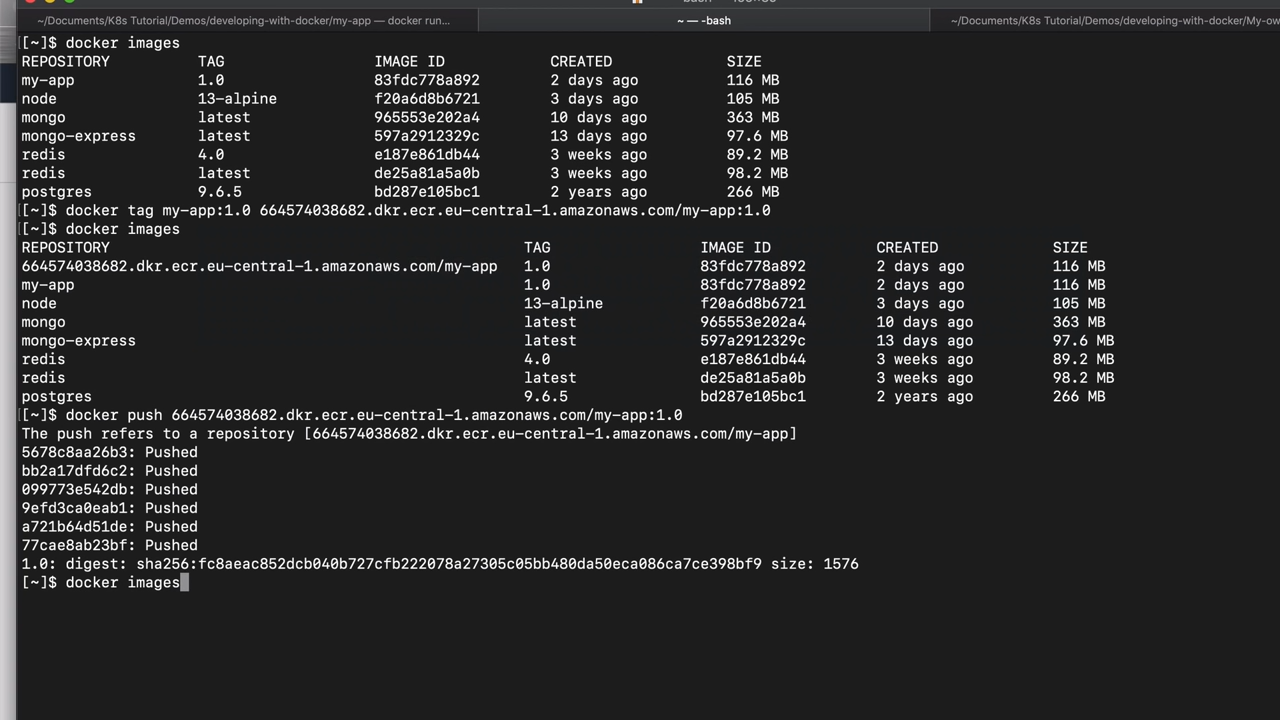 ~/Documents/K8s Tutorial/Demos/developing-with-docker/my-app — docker run... ~ — -bash ~/Documents/K8s Tutorial/Demos/developing-with-docker/My-ow
[~]$ docker images
REPOSITORY TAG IMAGE ID CREATED SIZE
my-app 1.0 83fdc778a892 2 days ago 116 MB
node 13-alpine f20a6d8b6721 3 days ago 105 MB
mongo latest 965553e202a4 10 days ago 363 MB
mongo-express latest 597a2912329c 13 days ago 97.6 MB
redis 4.0 e187e861db44 3 weeks ago 89.2 MB
redis latest de25a81a5a0b 3 weeks ago 98.2 MB
postgres 9.6.5 bd287e105bc1 2 years ago 266 MB
[~]$ docker tag my-app:1.0 664574038682.dkr.ecr.eu-central-1.amazonaws.com/my-app:1.0
[~]$ docker images
REPOSITORY TAG IMAGE ID CREATED SIZE
664574038682.dkr.ecr.eu-central-1.amazonaws.com/my-app 1.0 83fdc778a892 2 days ago 116 MB
my-app 1.0 83fdc778a892 2 days ago 116 MB
node 13-alpine f20a6d8b6721 3 days ago 105 MB
mongo latest 965553e202a4 10 days ago 363 MB
mongo-express latest 597a2912329c 13 days ago 97.6 MB
redis 4.0 e187e861db44 3 weeks ago 89.2 MB
redis latest de25a81a5a0b 3 weeks ago 98.2 MB
postgres 9.6.5 bd287e105bc1 2 years ago 266 MB
[~]$ docker push 664574038682.dkr.ecr.eu-central-1.amazonaws.com/my-app:1.0
The push refers to a repository [664574038682.dkr.ecr.eu-central-1.amazonaws.com/my-app]
5678c8aa26b3: Pushed
bb2a17dfd6c2: Pushed
099773e542db: Pushed
9efd3ca0eab1: Pushed
a721b64d51de: Pushed
77cae8ab23bf: Pushed
1.0: digest: sha256:fc8aeac852dcb040b727cfb222078a27305c05bb480da50eca086ca7ce398bf9 size: 1576
[~]$ docker images